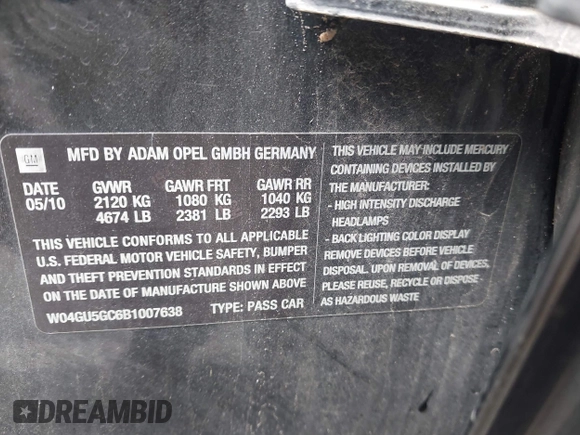 GM
MFD BY ADAM OPEL GMBH GERMANY
DATE GVWR GAWR FRT GAWR RR
05/10 2120 KG 1080 KG 1040 KG
4674 LB 2381 LB 2293 LB
THIS VEHICLE CONFORMS TO ALL APPLICABLE
U.S. FEDERAL MOTOR VEHICLE SAFETY, BUMPER
AND THEFT PREVENTION STANDARDS IN EFFECT
ON THE DATE OF MANUFACTURE SHOWN ABOVE
W04GU5GC6B1007638 TYPE: PASS CAR
THIS VEHICLE MAY INCLUDE MERCURY
CONTAINING DEVICES INSTALLED BY
THE MANUFACTURER:
- HIGH INTENSITY DISCHARGE
HEADLAMPS
- BACK LIGHTING COLOR DISPLAY
REMOVE DEVICES BEFORE VEHICLE
DISPOSAL. UPON REMOVAL OF DEVICES,
PLEASE REUSE, RECYCLE OR DISPOSE -
AS HAZARDOUS WASTE
DREAMBID